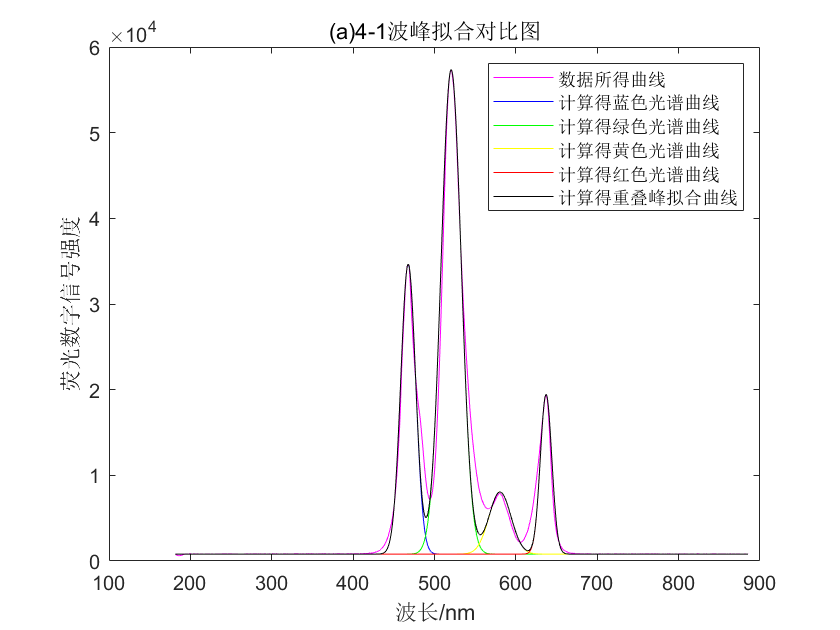 (a)4-1波峰拟合对比图
×10⁴
6
5
4
3
2
1
0
荧光数字信号强度
数据所得曲线
计算得蓝色光谱曲线
计算得绿色光谱曲线
计算得黄色光谱曲线
计算得红色光谱曲线
计算得重叠峰拟合曲线
100 200 300 400 500 600 700 800 900
波长/nm